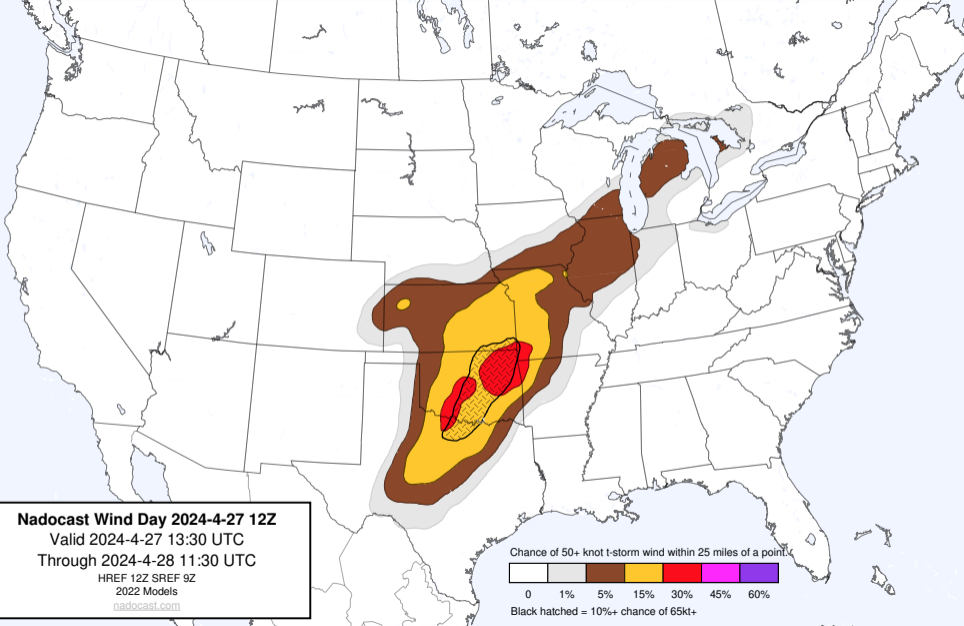 Nadocast Wind Day 2024-4-27 12Z
Valid 2024-4-27 13:30 UTC
Through 2024-4-28 11:30 UTC
HREF 12Z SREF 9Z
2022 Models
nadocast.com
Chance of 50+ knot t-storm wind within 25 miles of a point.
0 1% 5% 15% 30% 45% 60%
Black hatched = 10%+ chance of 65kt+